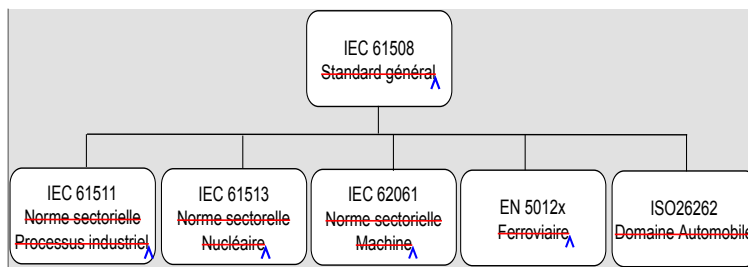 IEC 61508
Standard général
IEC 61511
Norme sectorielle
Processus industriel
IEC 61513
Norme sectorelle
Nucléaire
IEC 62061
Norme sectorielle
Machine
EN 5012x
Ferroviaire
ISO26262
Domaine Automobile